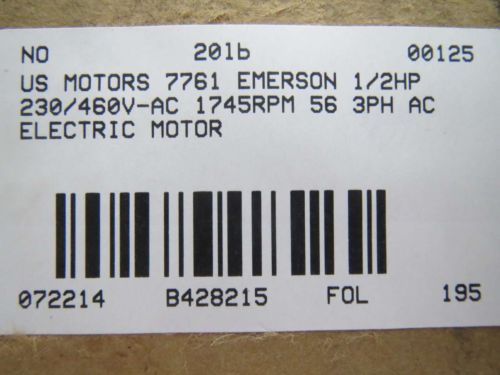 NO 20lb 00125
US MOTORS 7761 EMERSON 1/2HP
230/460V-AC 1745RPM 56 3PH AC
ELECTRIC MOTOR
072214 B428215 FOL 195